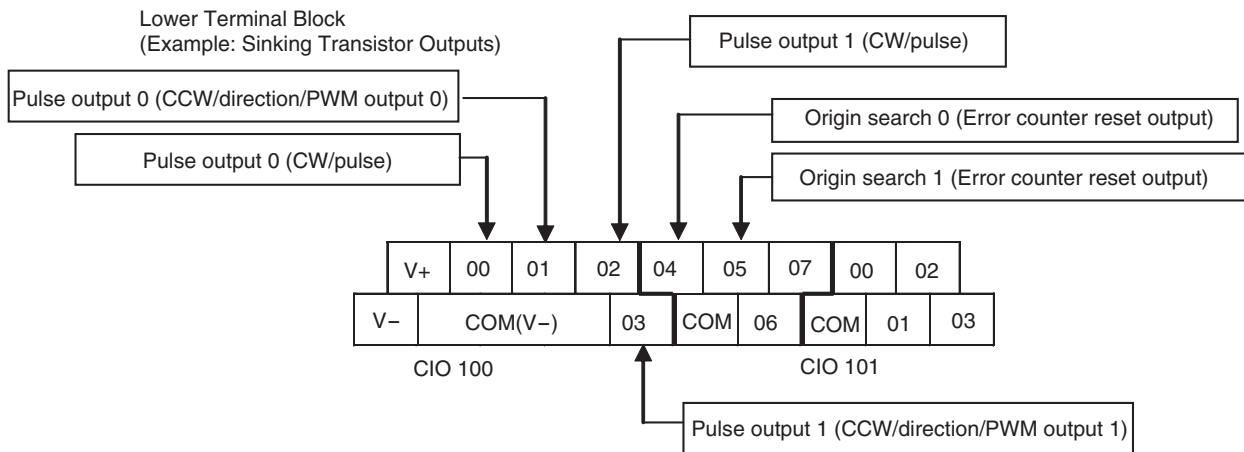 Lower Terminal Block
(Example: Sinking Transistor Outputs)
Pulse output 1 (CW/pulse)
Pulse output 0 (CCW/direction/PWM output 0)
Origin search 0 (Error counter reset output)
Pulse output 0 (CW/pulse)
Origin search 1 (Error counter reset output)
V+ 00 01 02 04 05 07 00 02
V− COM(V−) 03 COM 06 COM 01 03
CIO 100 CIO 101
Pulse output 1 (CCW/direction/PWM output 1)